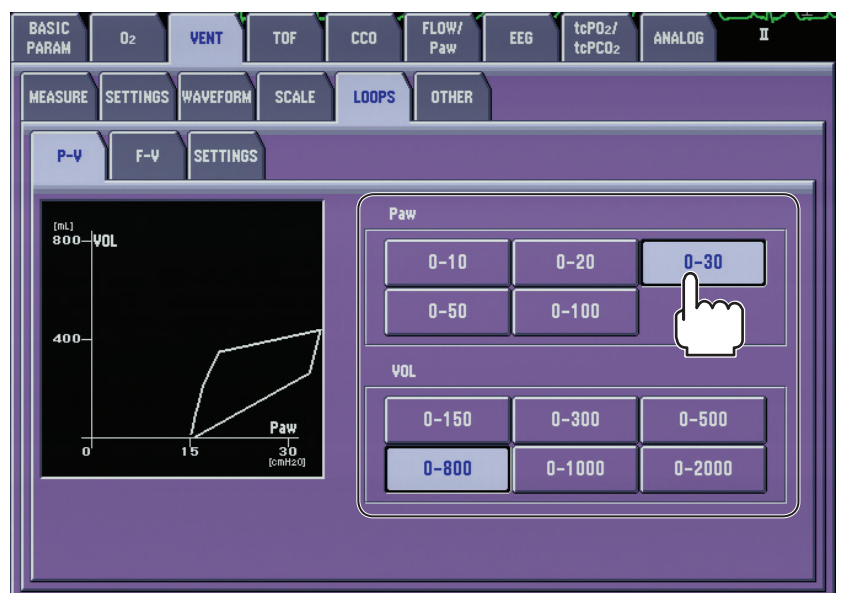 BASIC PARAM
O2
VENT
TOF
CCO
FLOW/ Paw
EEG
tcPO2/ tcPCO2
ANALOG
II
MEASURE
SETTINGS
WAVEFORM
SCALE
LOOPS
OTHER
P-V
F-V
SETTINGS
[mL]
800
VOL
400
Paw
0
15
30
[cmH2O]
Paw
0-10
0-20
0-30
0-50
0-100
VOL
0-150
0-300
0-500
0-800
0-1000
0-2000